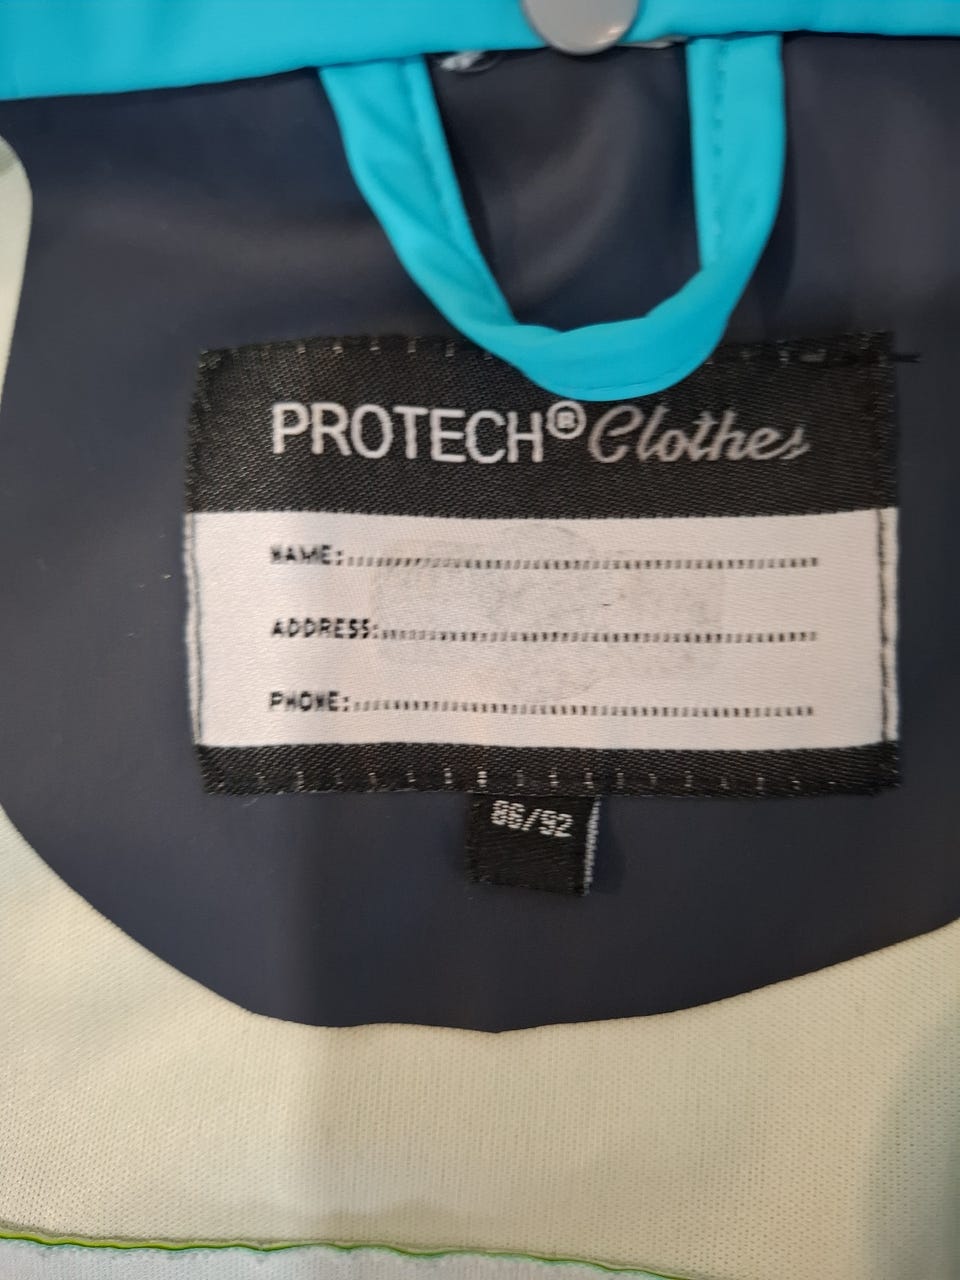 PROTECH® Clothes
NAME:................................................
ADDRESS:................................................
PHONE:................................................
86/92